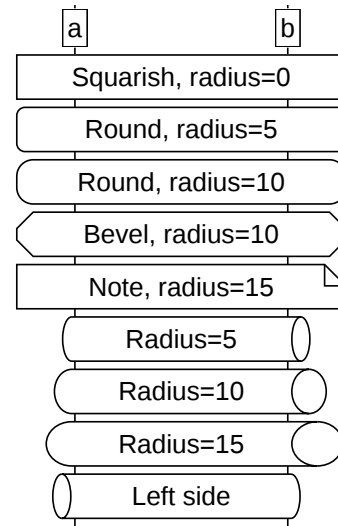 a b
Squarish, radius=0
Round, radius=5
Round, radius=10
Bevel, radius=10
Note, radius=15
Radius=5
Radius=10
Radius=15
Left side